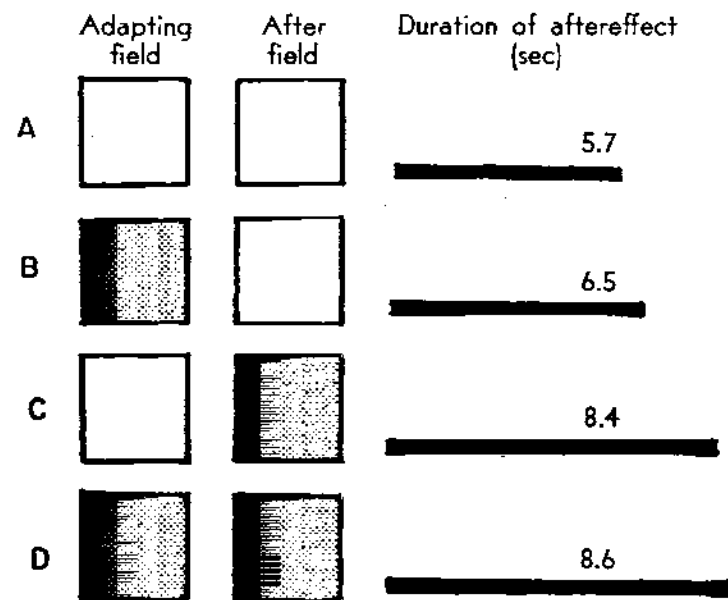 Adapting field
After field
Duration of aftereffect (sec)
A
5.7
B
6.5
C
8.4
D
8.6